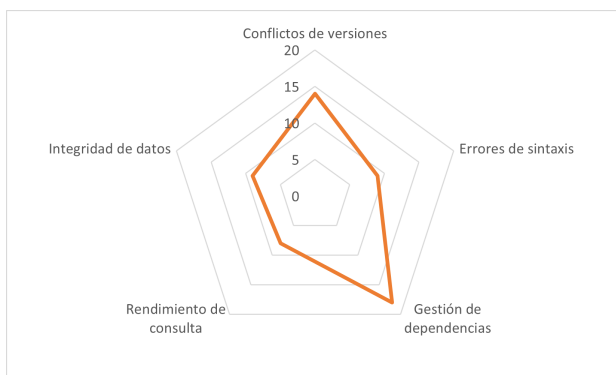 Conflictos de versiones
20
15
10
5
0
Integridad de datos
Errores de sintaxis
Rendimiento de
consulta
Gestión de
dependencias